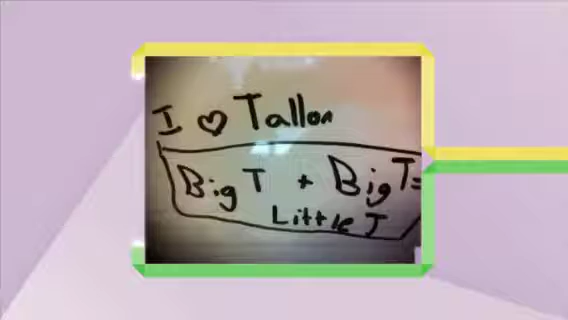 I ♡ Tallon
Big T + Big T=
Little J